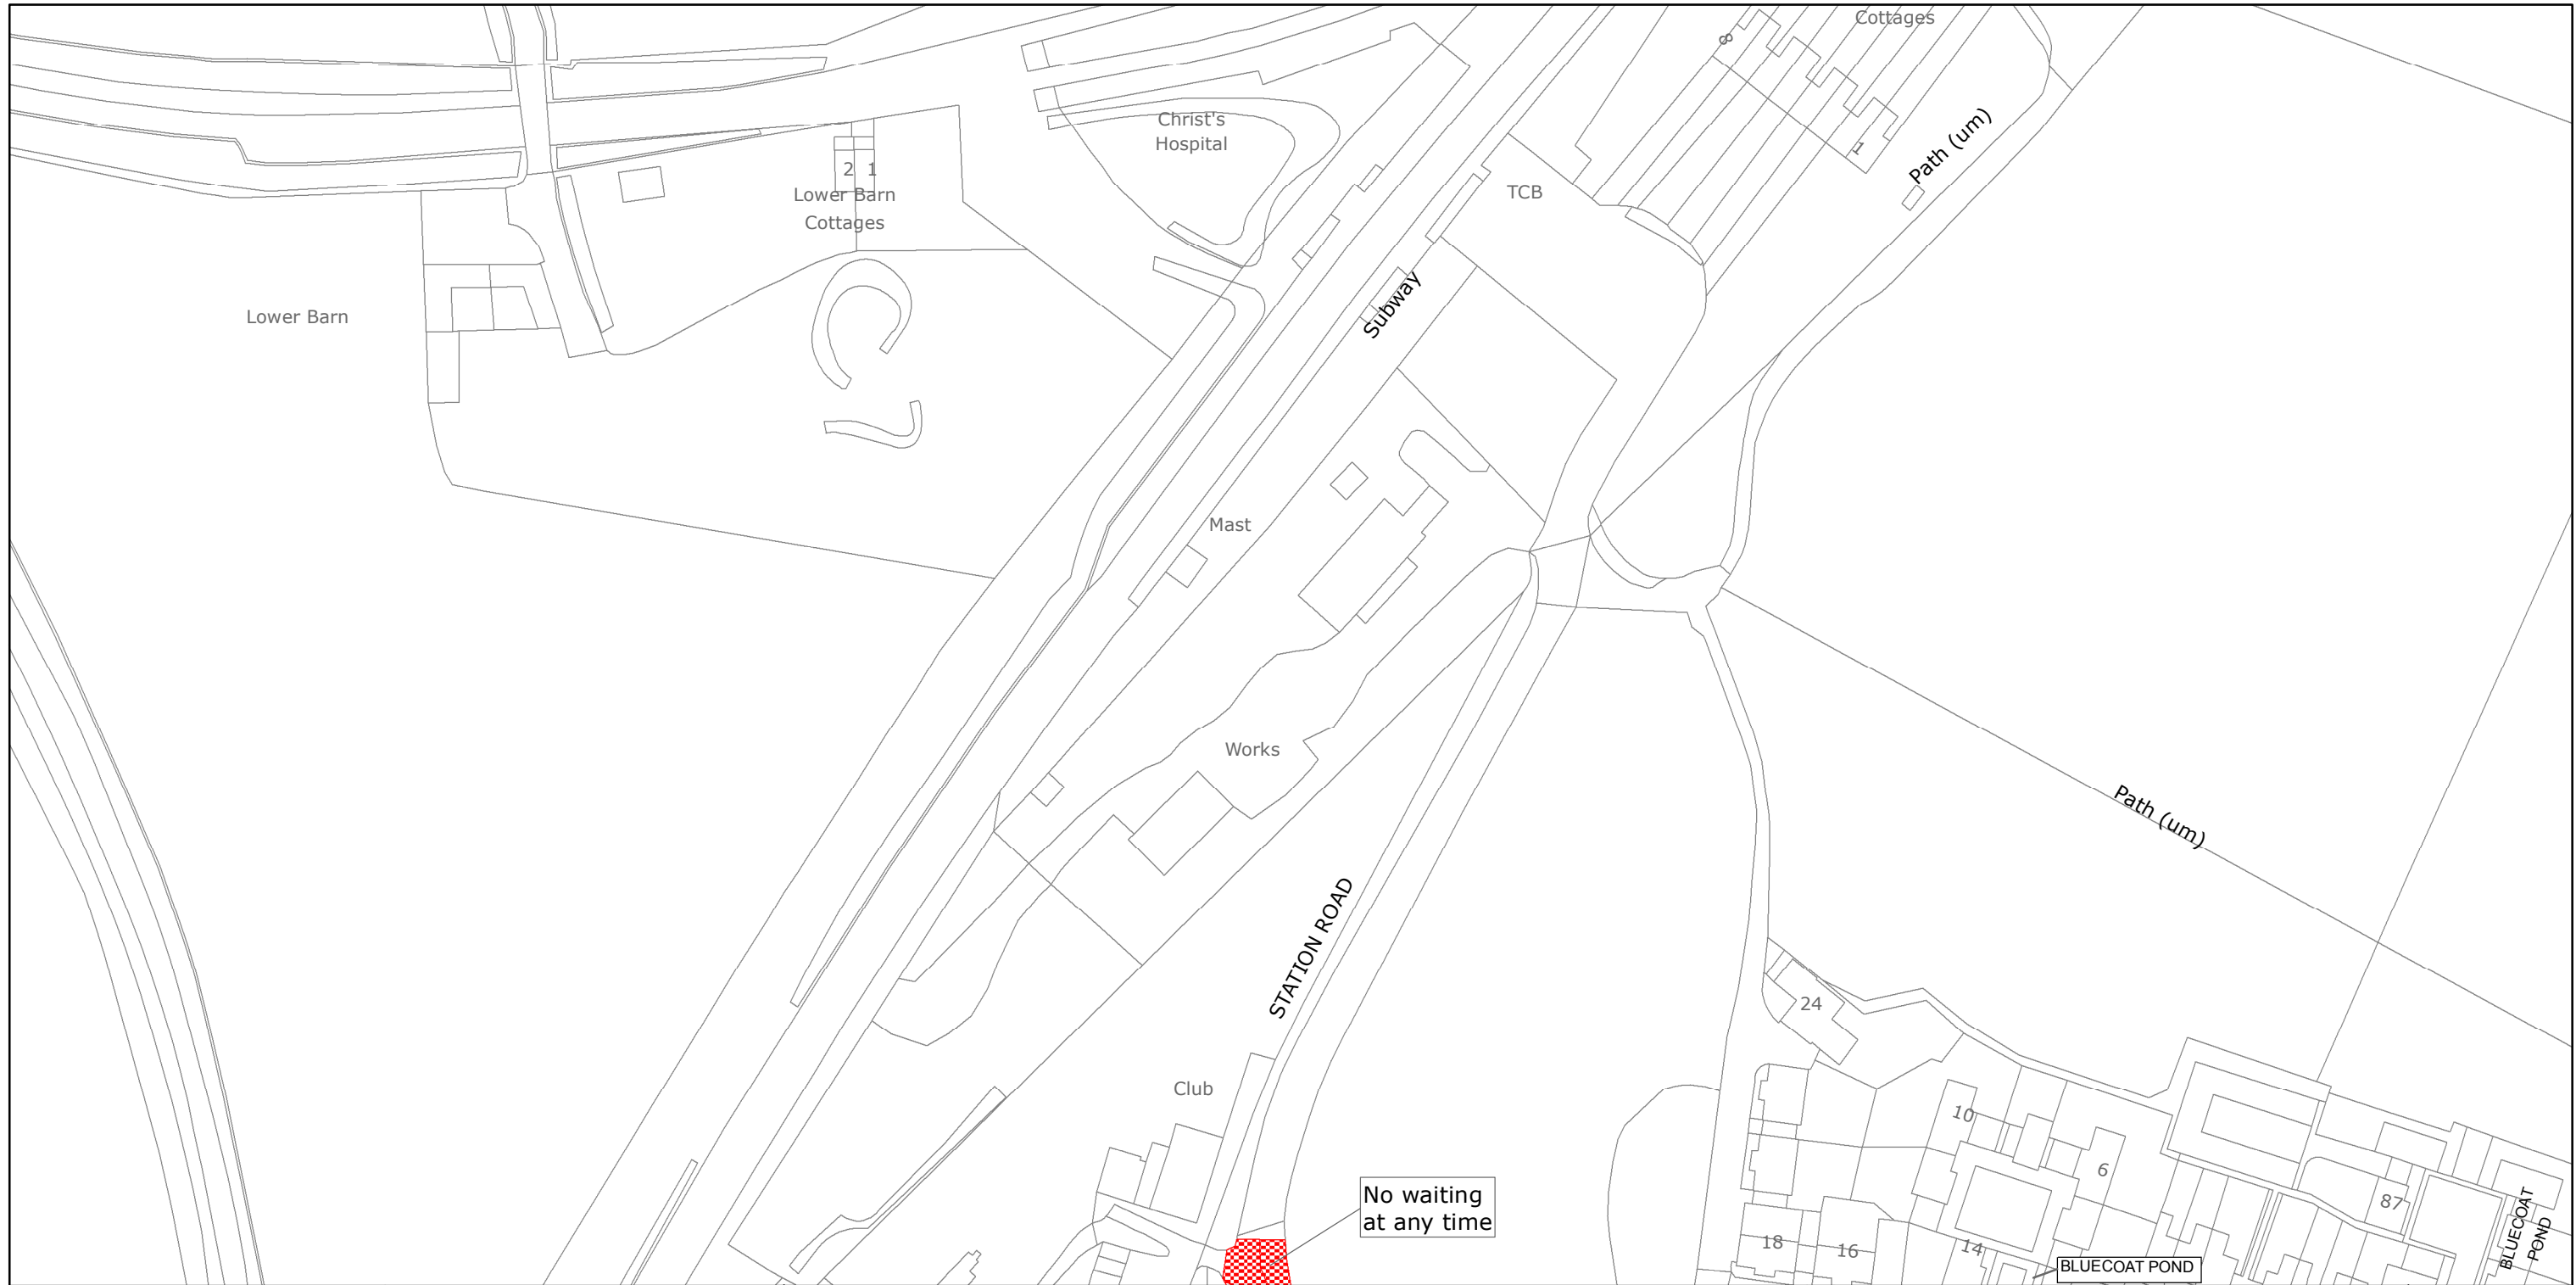 Cottages
8
1
Path (um)
Christ's
Hospital
TCB
2 1
Lower Barn
Cottages
Lower Barn
Subway
Mast
Works
Path (um)
STATION ROAD
24
Club
10
6
87
No waiting
at any time
18
16
14
BLUECOAT POND
BLUECOAT
POND